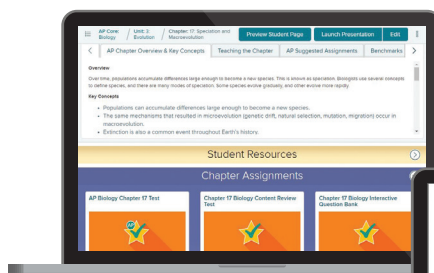 AP Core: Biology / Unit: 3: Evolution / Chapter: 17: Speciation and Macroevolution
Preview Student Page
Launch Presentation
Edit
AP Chapter Overview & Key Concepts
Teaching the Chapter
AP Suggested Assignments
Benchmarks
Overview
Over time, populations accumulate differences large enough to become a new species. This is known as speciation. Biologists use several concepts
to define species, and there are many modes of speciation. Some species evolve gradually, and other evolve more rapidly.
Key Concepts
• Populations can accumulate differences large enough to become a new species.
• The same mechanisms that resulted in microevolution (genetic drift, natural selection, mutation, migration) occur in
macroevolution.
• Extinction is also a common event throughout Earth's history.
Student Resources
Chapter Assignments
AP Biology Chapter 17 Test
Chapter 17 Biology Content Review
Test
Chapter 17 Biology Interactive
Question Bank
AP